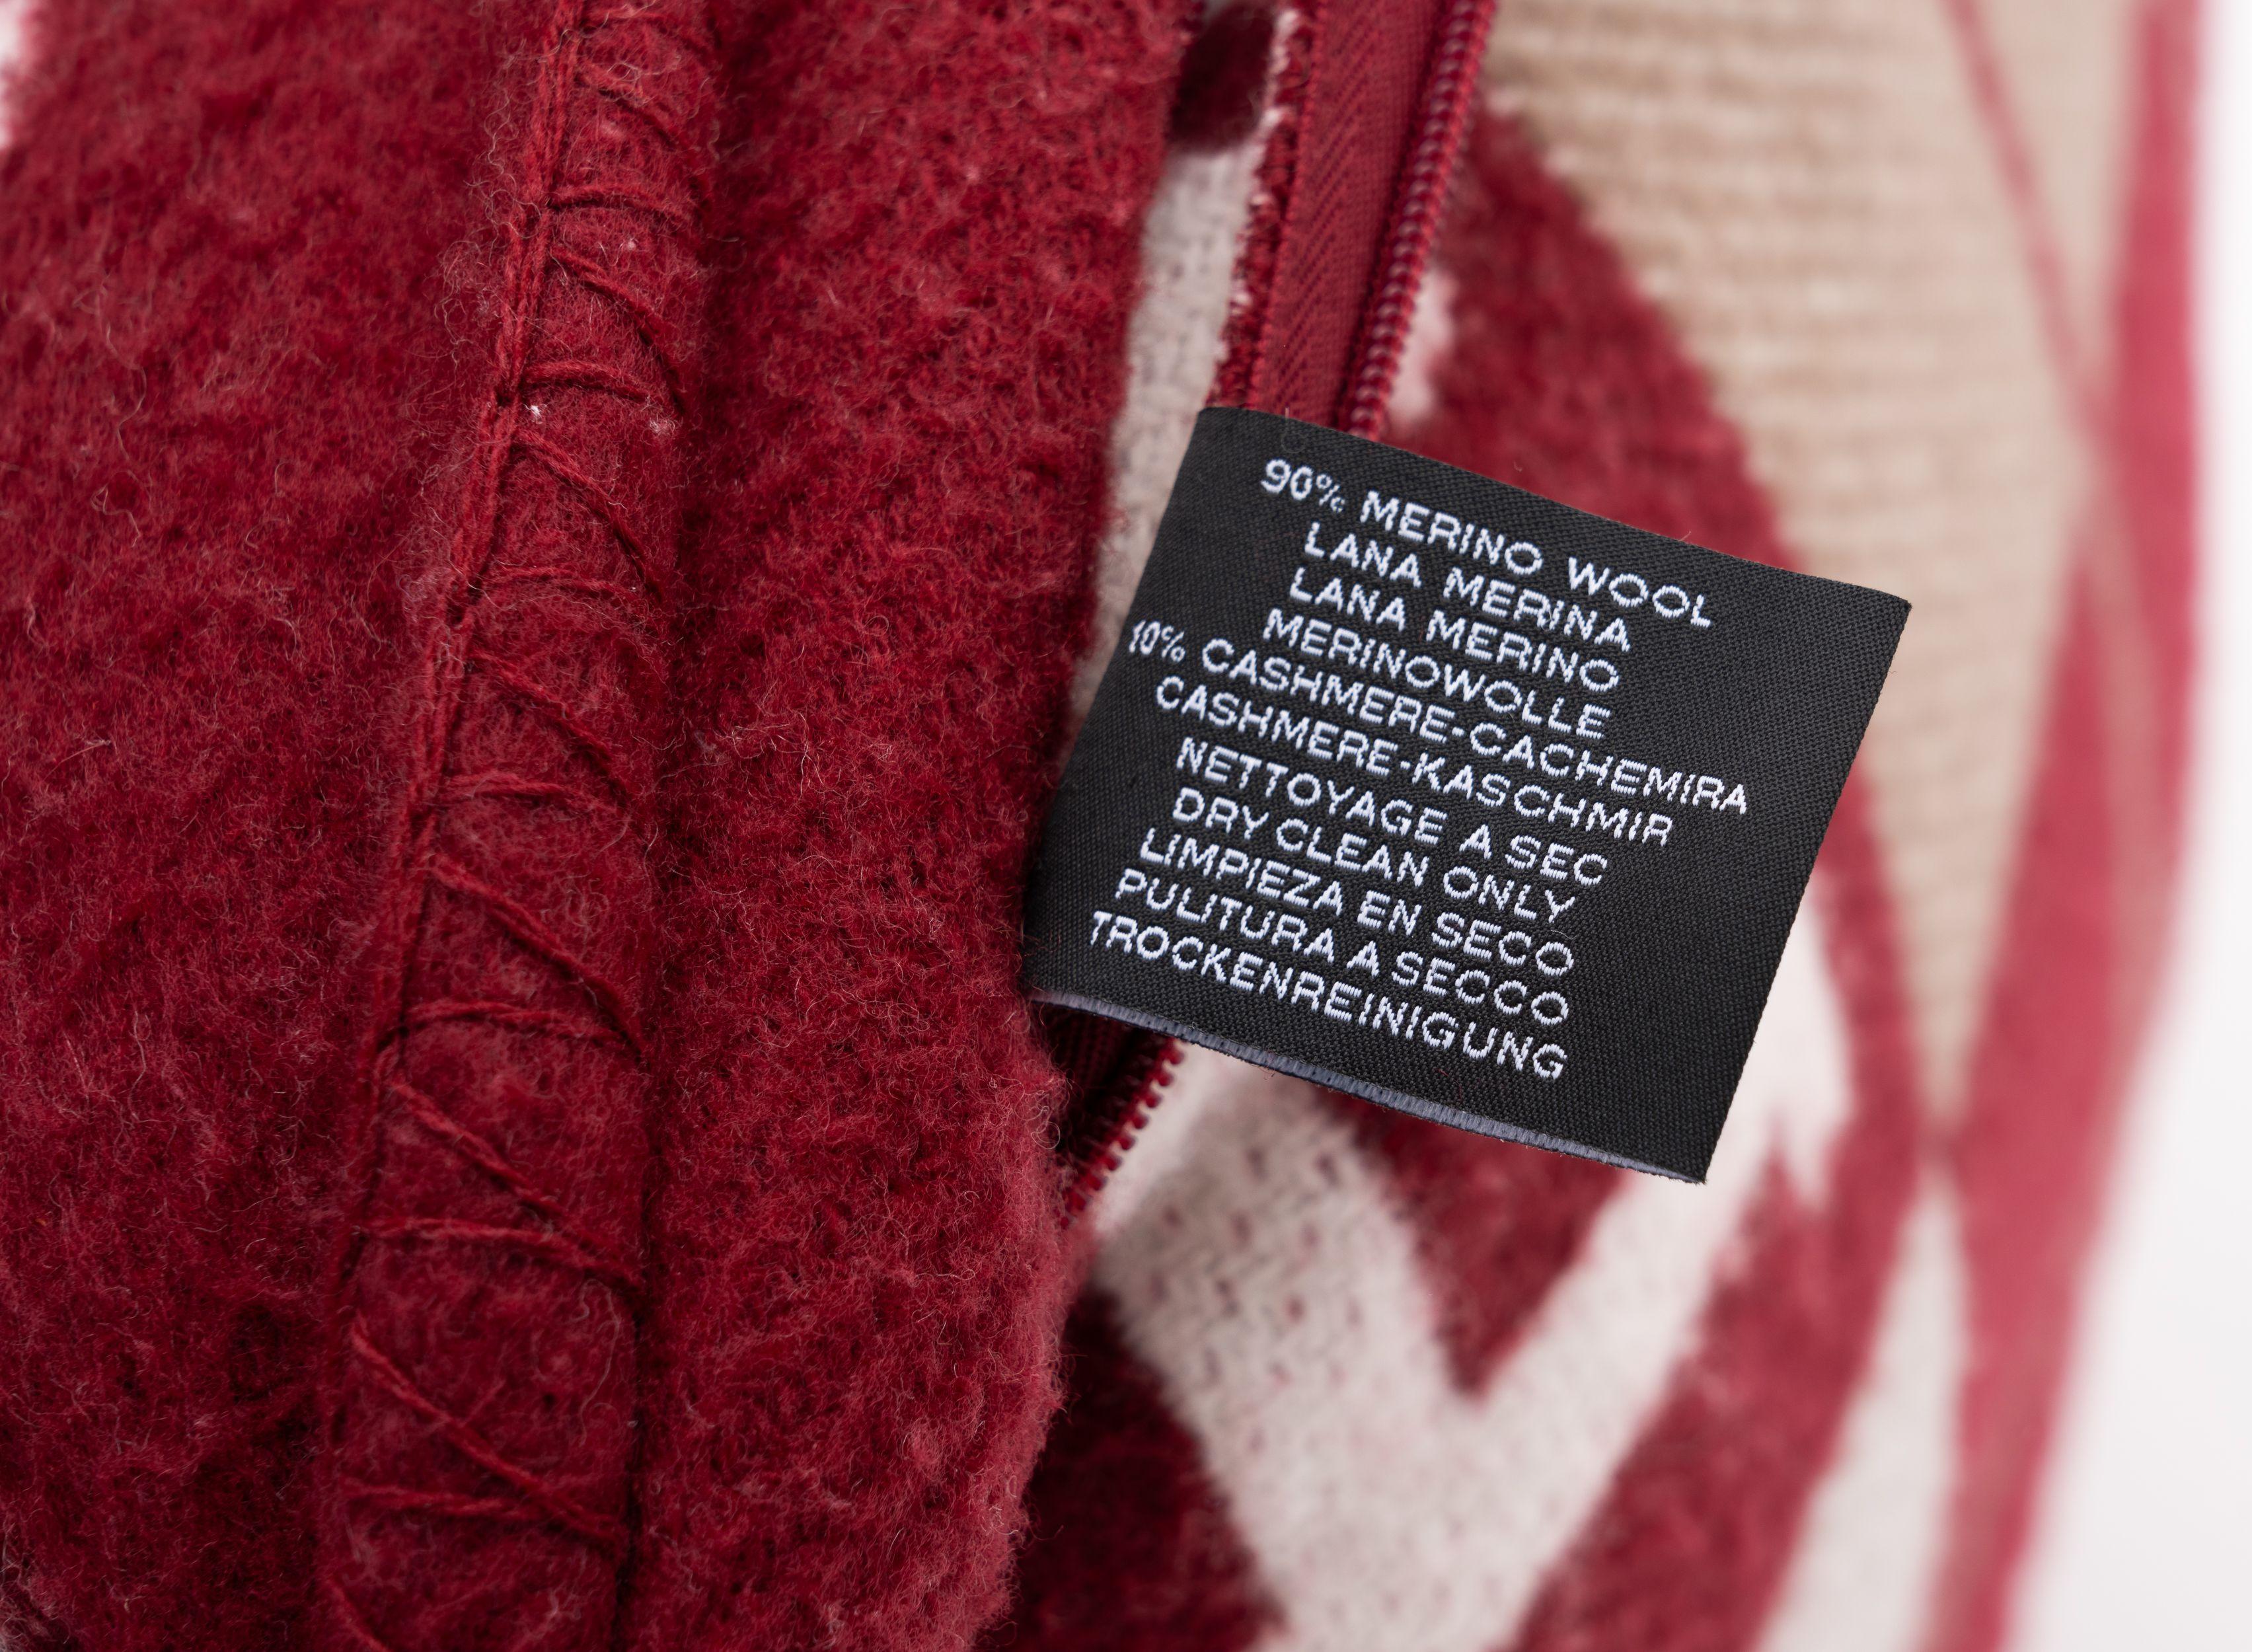 90% MERINO WOOL
LANA MERINA
LANA MERINO
MERINOWOLLE
10% CASHMERE-CACHEMIRA
CASHMERE-KASCHMIR
NETTOYAGE A SEC
DRY CLEAN ONLY
LIMPIEZA EN SECO
PULITURA A SECCO
TROCKENREINIGUNG